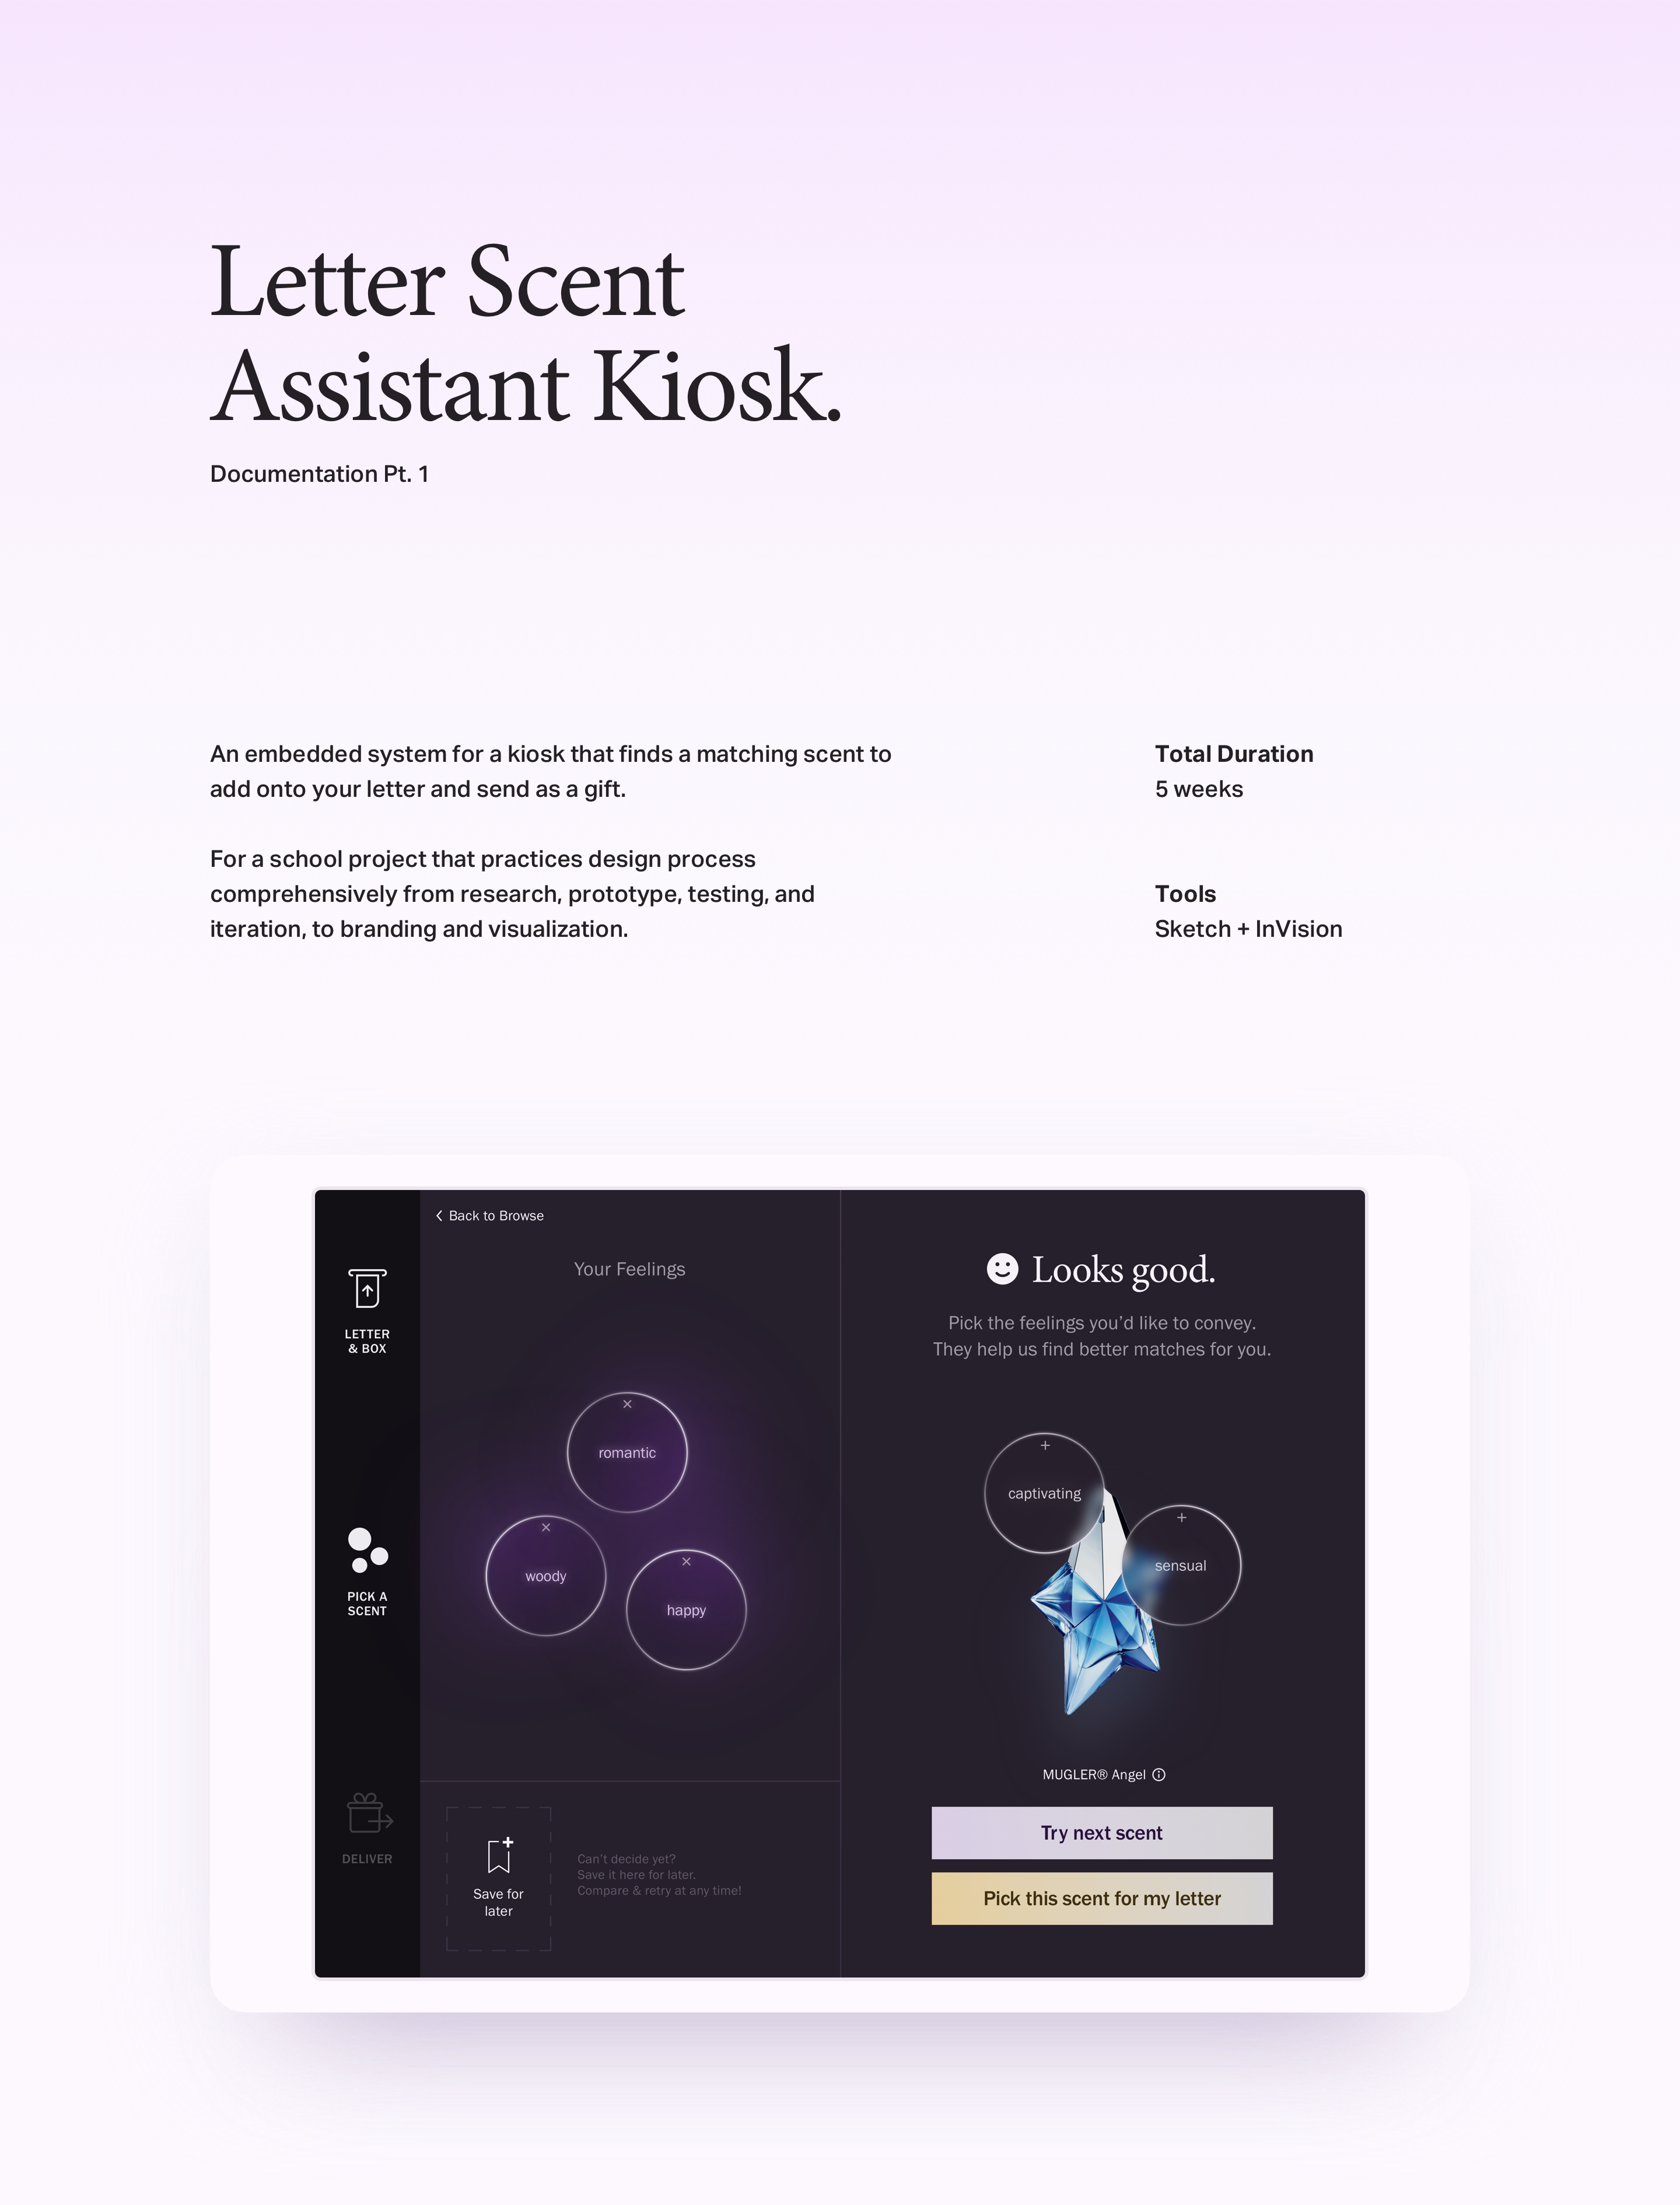 Letter Scent
Assistant Kiosk.
Documentation Pt. 1
An embedded system for a kiosk that finds a matching scent to
add onto your letter and send as a gift.
For a school project that practices design process
comprehensively from research, prototype, testing, and
iteration, to branding and visualization.
Total Duration
5 weeks
Tools
Sketch + InVision
LETTER
& BOX
PICK A
SCENT
DELIVER
Back to Browse
Your Feelings
romantic
woody
happy
Save for
later
Can't decide yet?
Save it here for later.
Compare & retry at any time!
Looks good.
Pick the feelings you'd like to convey.
They help us find better matches for you.
captivating
sensual
MUGLER® Angel
Try next scent
Pick this scent for my letter